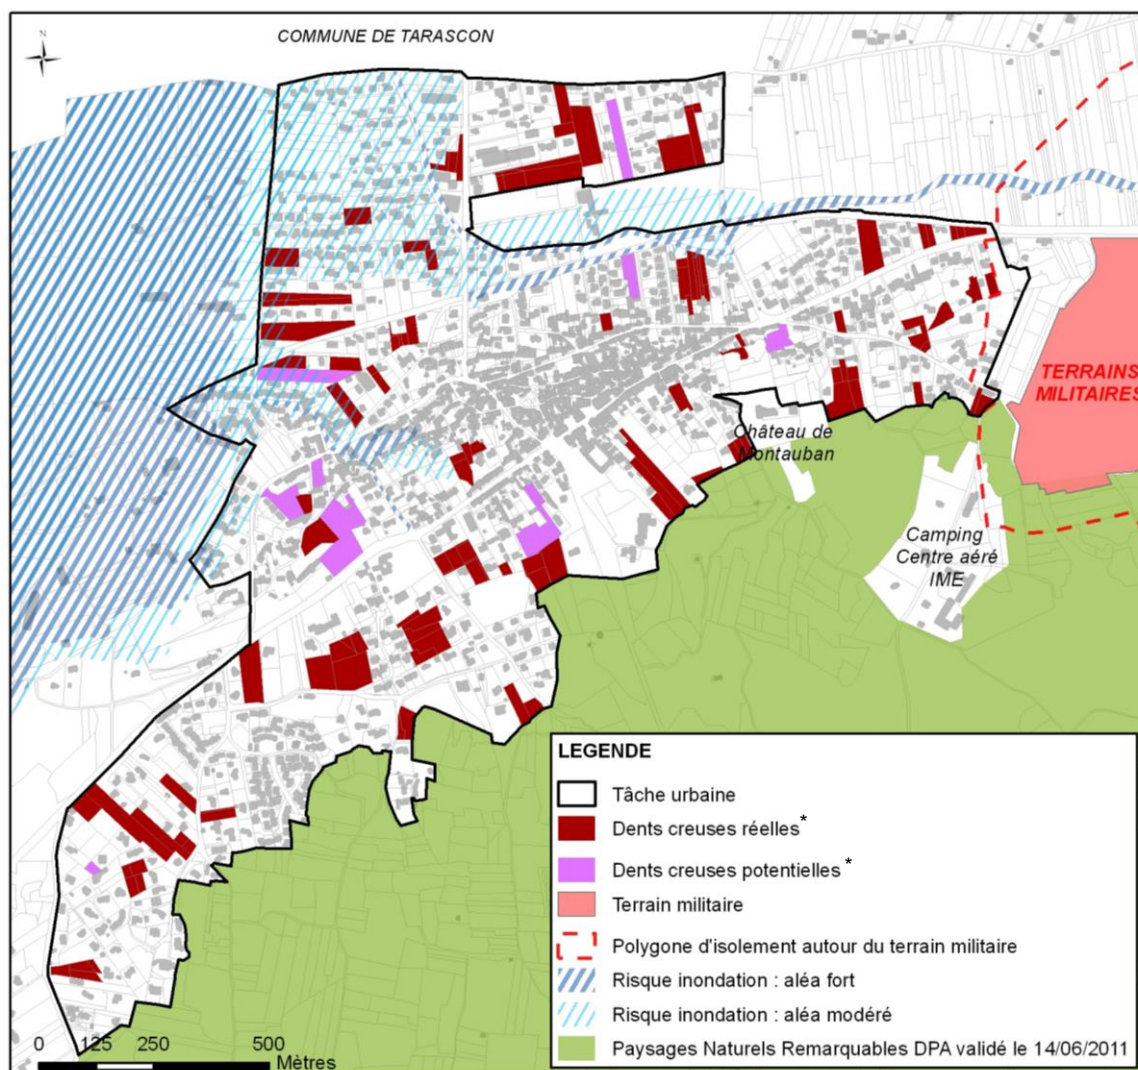 N
COMMUNE DE TARASCON
TERRAINS
MILITAIRES
Château de
Montauban
Camping
Centre aéré
IME
LEGENDE
Tâche urbaine
Dents creuses réelles*
Dents creuses potentielles*
Terrain militaire
Polygone d'isolement autour du terrain militaire
Risque inondation : aléa fort
Risque inondation : aléa modéré
Paysages Naturels Remarquables DPA validé le 14/06/2011
0 125 250 500
Mètres